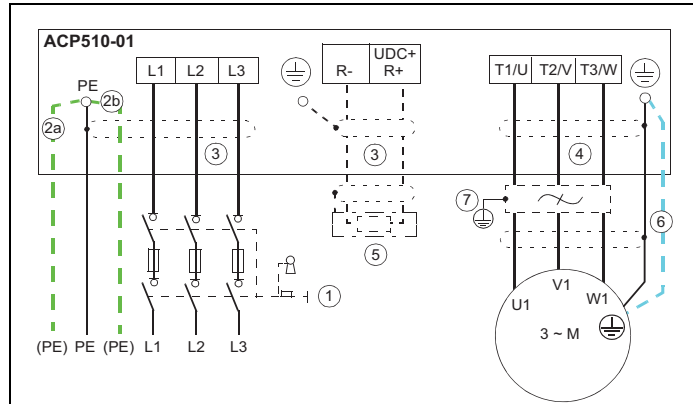 ACP510-01
PE
L1 L2 L3
R-
UDC+
R+
T1/U T2/V T3/W
2a
2b
3
3
4
5
6
7
1
(PE) PE (PE) L1 L2 L3
U1
V1
W1
3 ~ M